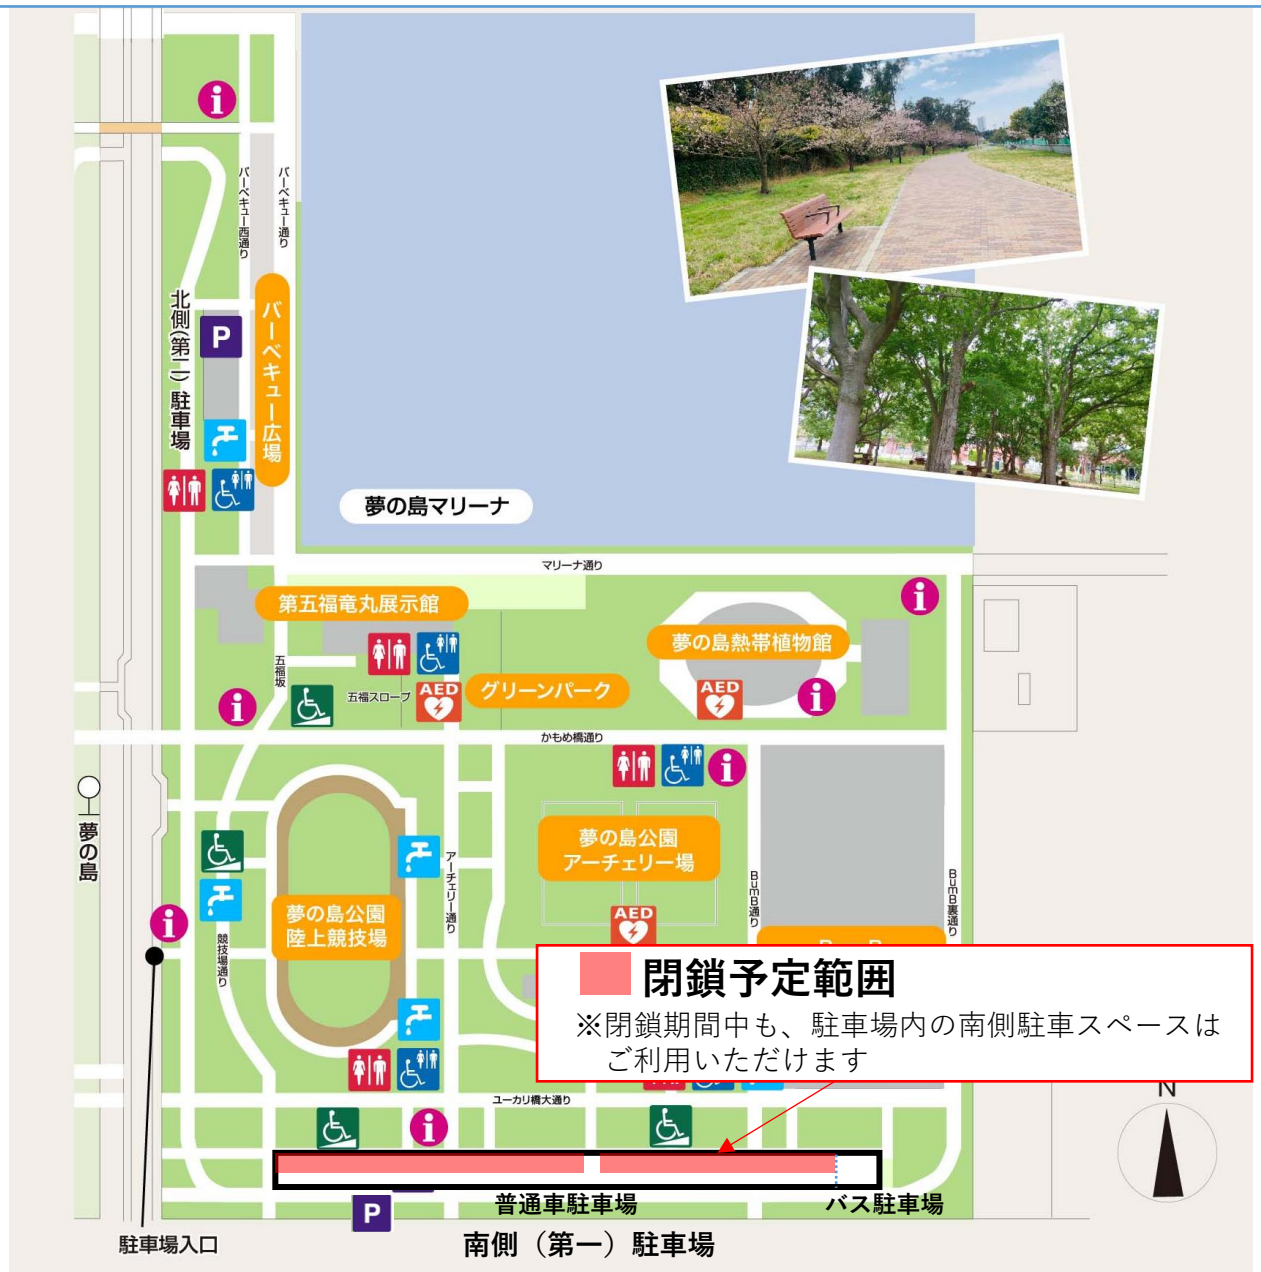 バーベキュー西通り
バーベキュー通り
北側(第二)駐車場
P
バーベキュー広場
夢の島マリーナ
マリーナ通り
第五福竜丸展示館
夢の島熱帯植物館
五福坂
五福スロープ
AED
グリーンパーク
AED
かもめ橋通り
夢の島
夢の島公園
アーチェリー場
アーチェリー通り
BumB通り
BumB裏通り
夢の島公園
陸上競技場
競技場通り
AED
閉鎖予定範囲
※閉鎖期間中も、駐車場内の南側駐車スペースは
ご利用いただけます
N
ユーカリ橋大通り
普通車駐車場
バス駐車場
P
駐車場入口
南側（第一）駐車場